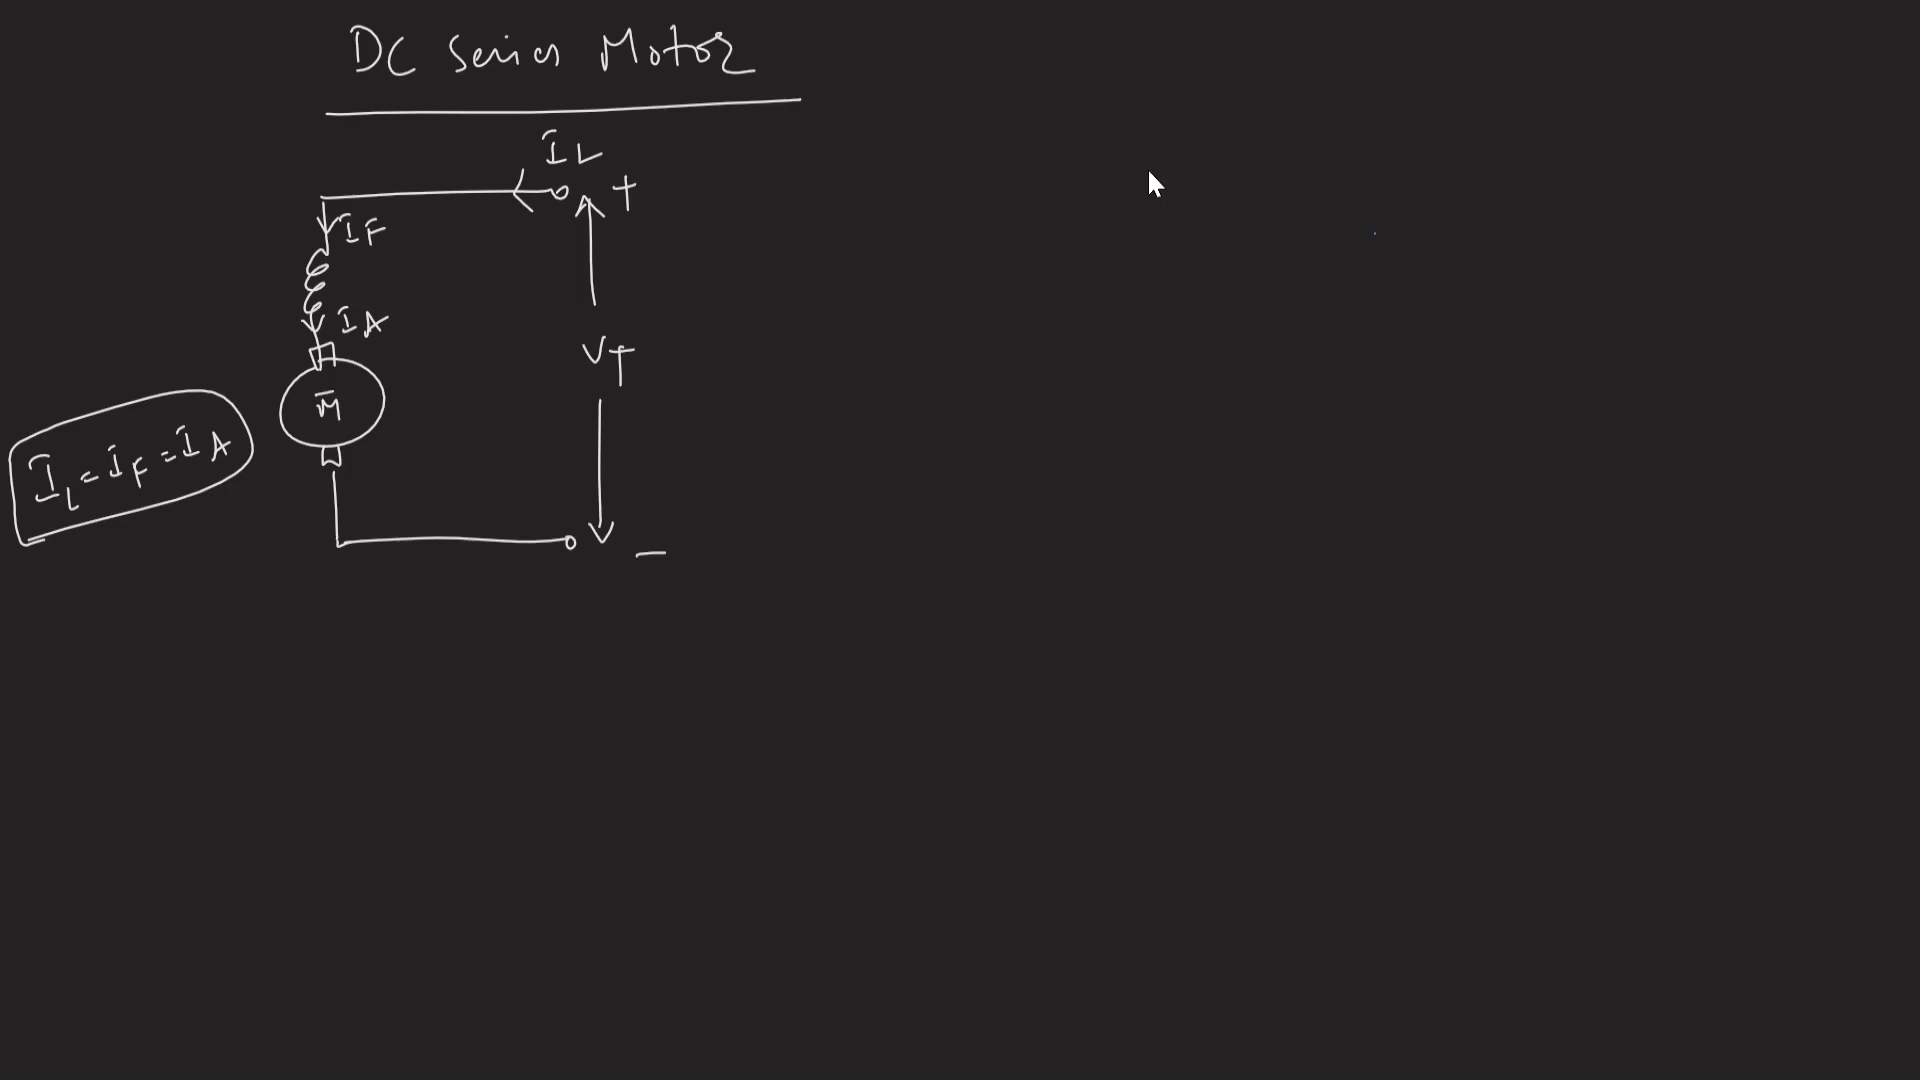 DC Series Motor
IL
+
IF
IA
VT
M
IL = IF = IA
−